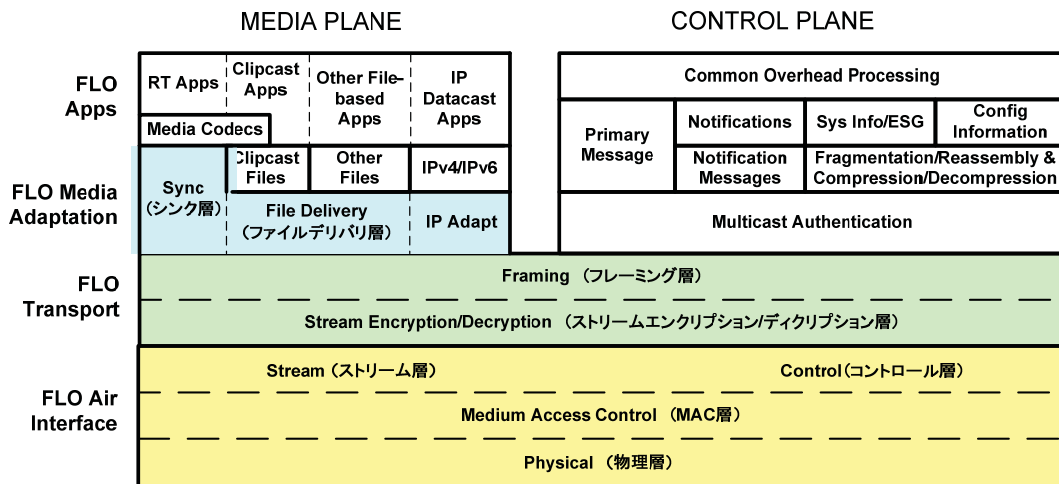 MEDIA PLANE
CONTROL PLANE
FLO
Apps
RT Apps
Clipcast
Apps
Other File–
based Apps
IP
Datacast
Apps
Media Codecs
Common Overhead Processing
Primary
Message
Notifications
Sys Info/ESG
Config
Information
FLO Media
Adaptation
Sync
(シンク層)
Clipcast
Files
Other
Files
IPv4/IPv6
File Delivery
(ファイルデリバリ層)
IP Adapt
Notification
Messages
Fragmentation/Reassembly &
Compression/Decompression
Multicast Authentication
FLO
Transport
Framing (フレーミング層)
Stream Encryption/Decryption (ストリームエンクリプション/ディクリプション層)
FLO Air
Interface
Stream (ストリーム層)
Control(コントロール層)
Medium Access Control (MAC層)
Physical (物理層)